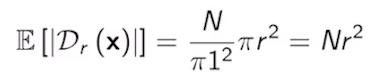 𝔼 [|𝒟ᵣ (𝐱)|] = N/(π1²) πr² = Nr²